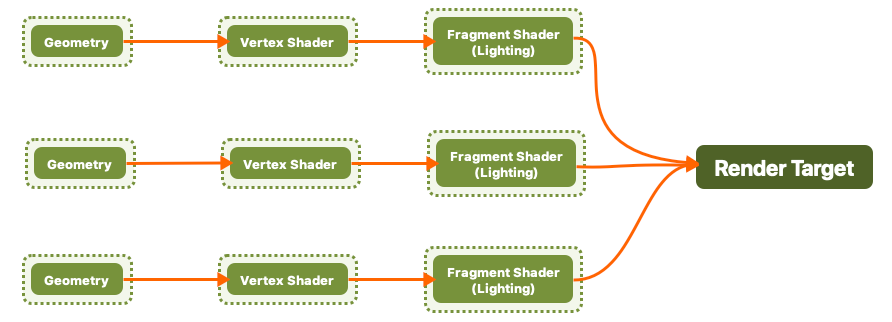 Geometry
Vertex Shader
Fragment Shader
(Lighting)
Geometry
Vertex Shader
Fragment Shader
(Lighting)
Render Target
Geometry
Vertex Shader
Fragment Shader
(Lighting)